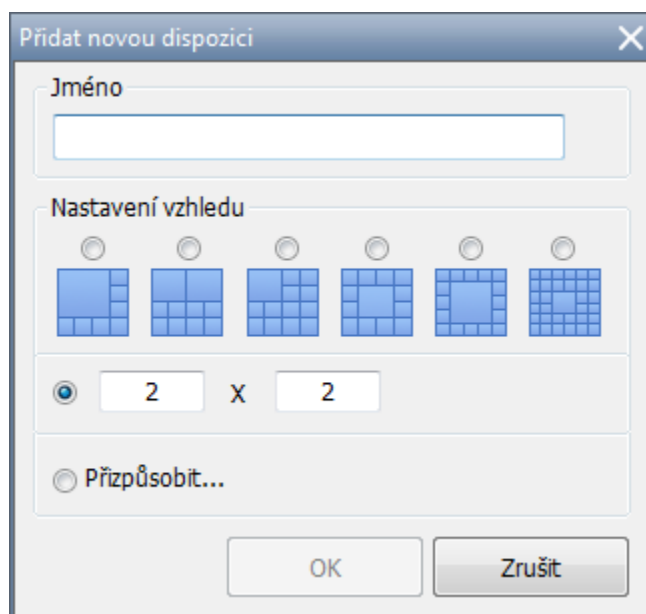 Přidat novou dispozici
Jméno
Nastavení vzhledu
2 X 2
Přizpůsobit...
OK Zrušit